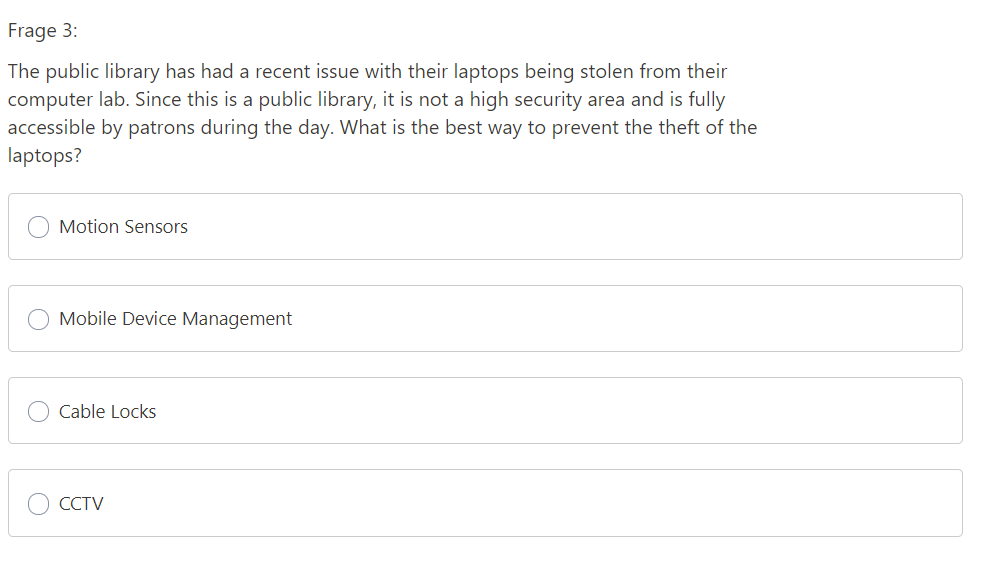 Frage 3:
The public library has had a recent issue with their laptops being stolen from their
computer lab. Since this is a public library, it is not a high security area and is fully
accessible by patrons during the day. What is the best way to prevent the theft of the
laptops?
Motion Sensors
Mobile Device Management
Cable Locks
CCTV